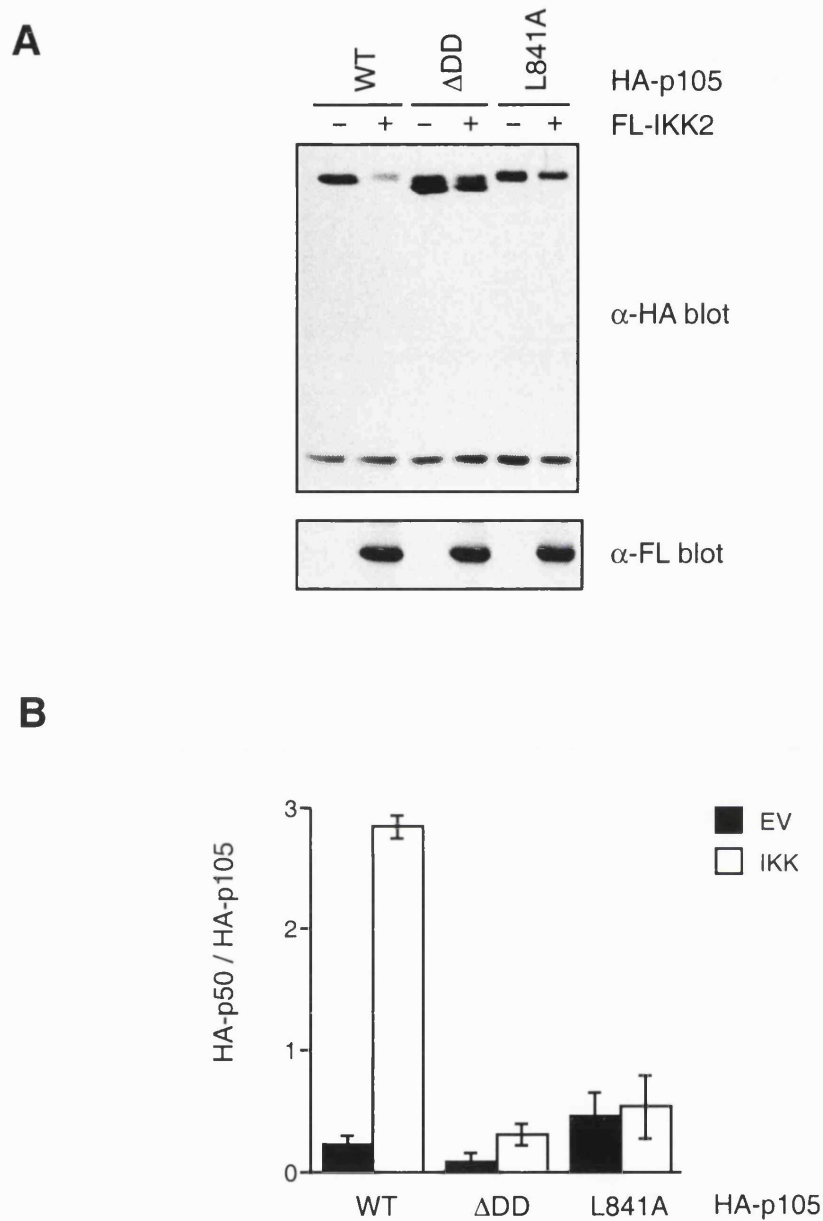 A
WT ΔDD L841A HA-p105
– + – + – + FL-IKK2
α-HA blot
α-FL blot
B
3
2
1
0
HA-p50 / HA-p105
EV
IKK
WT ΔDD L841A HA-p105